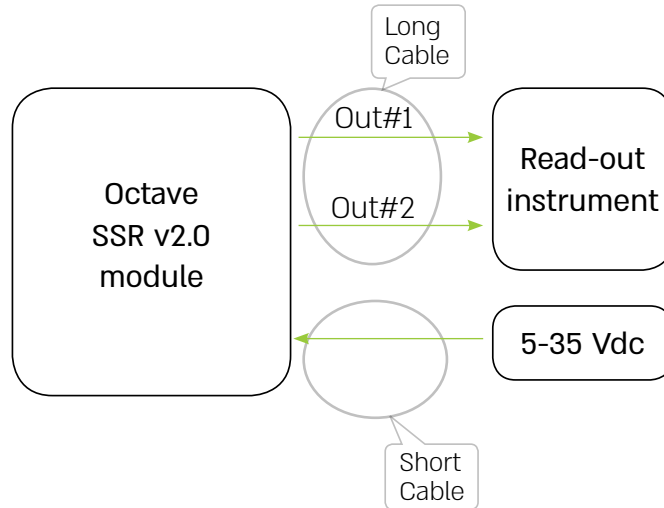 Long
Cable
Out#1
Out#2
Octave
SSR v2.0
module
Read-out
instrument
5-35 Vdc
Short
Cable